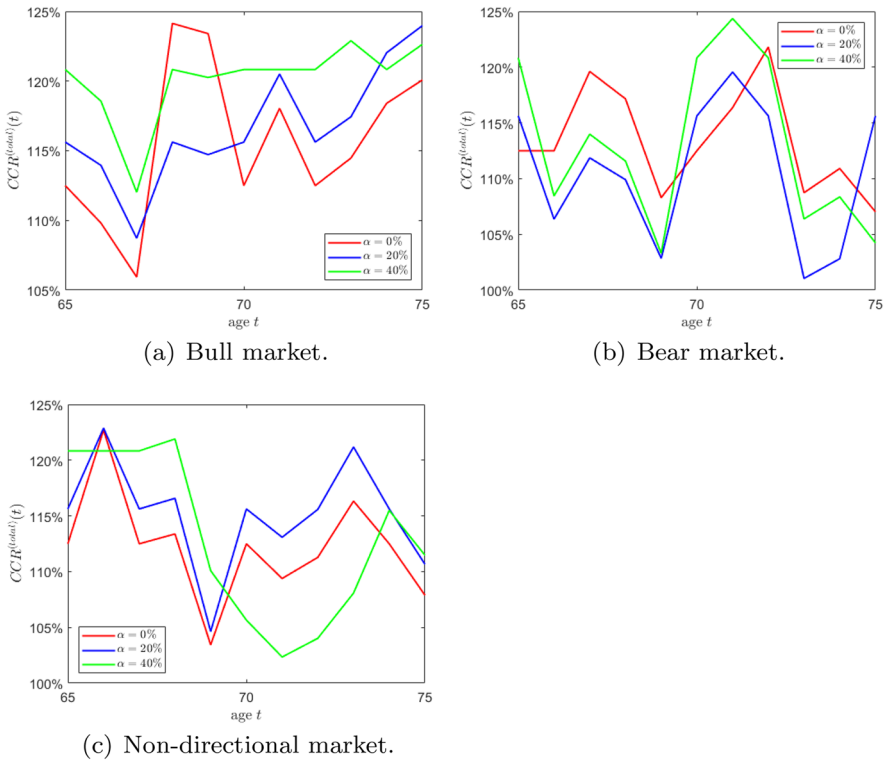 125%
120%
115%
110%
105%
CCR^{(total)}(t)
65
70
75
age t
α = 0%
α = 20%
α = 40%
(a) Bull market.
125%
120%
115%
110%
105%
100%
CCR^{(total)}(t)
65
70
75
age t
α = 0%
α = 20%
α = 40%
(b) Bear market.
125%
120%
115%
110%
105%
100%
CCR^{(total)}(t)
65
70
75
age t
α = 0%
α = 20%
α = 40%
(c) Non-directional market.